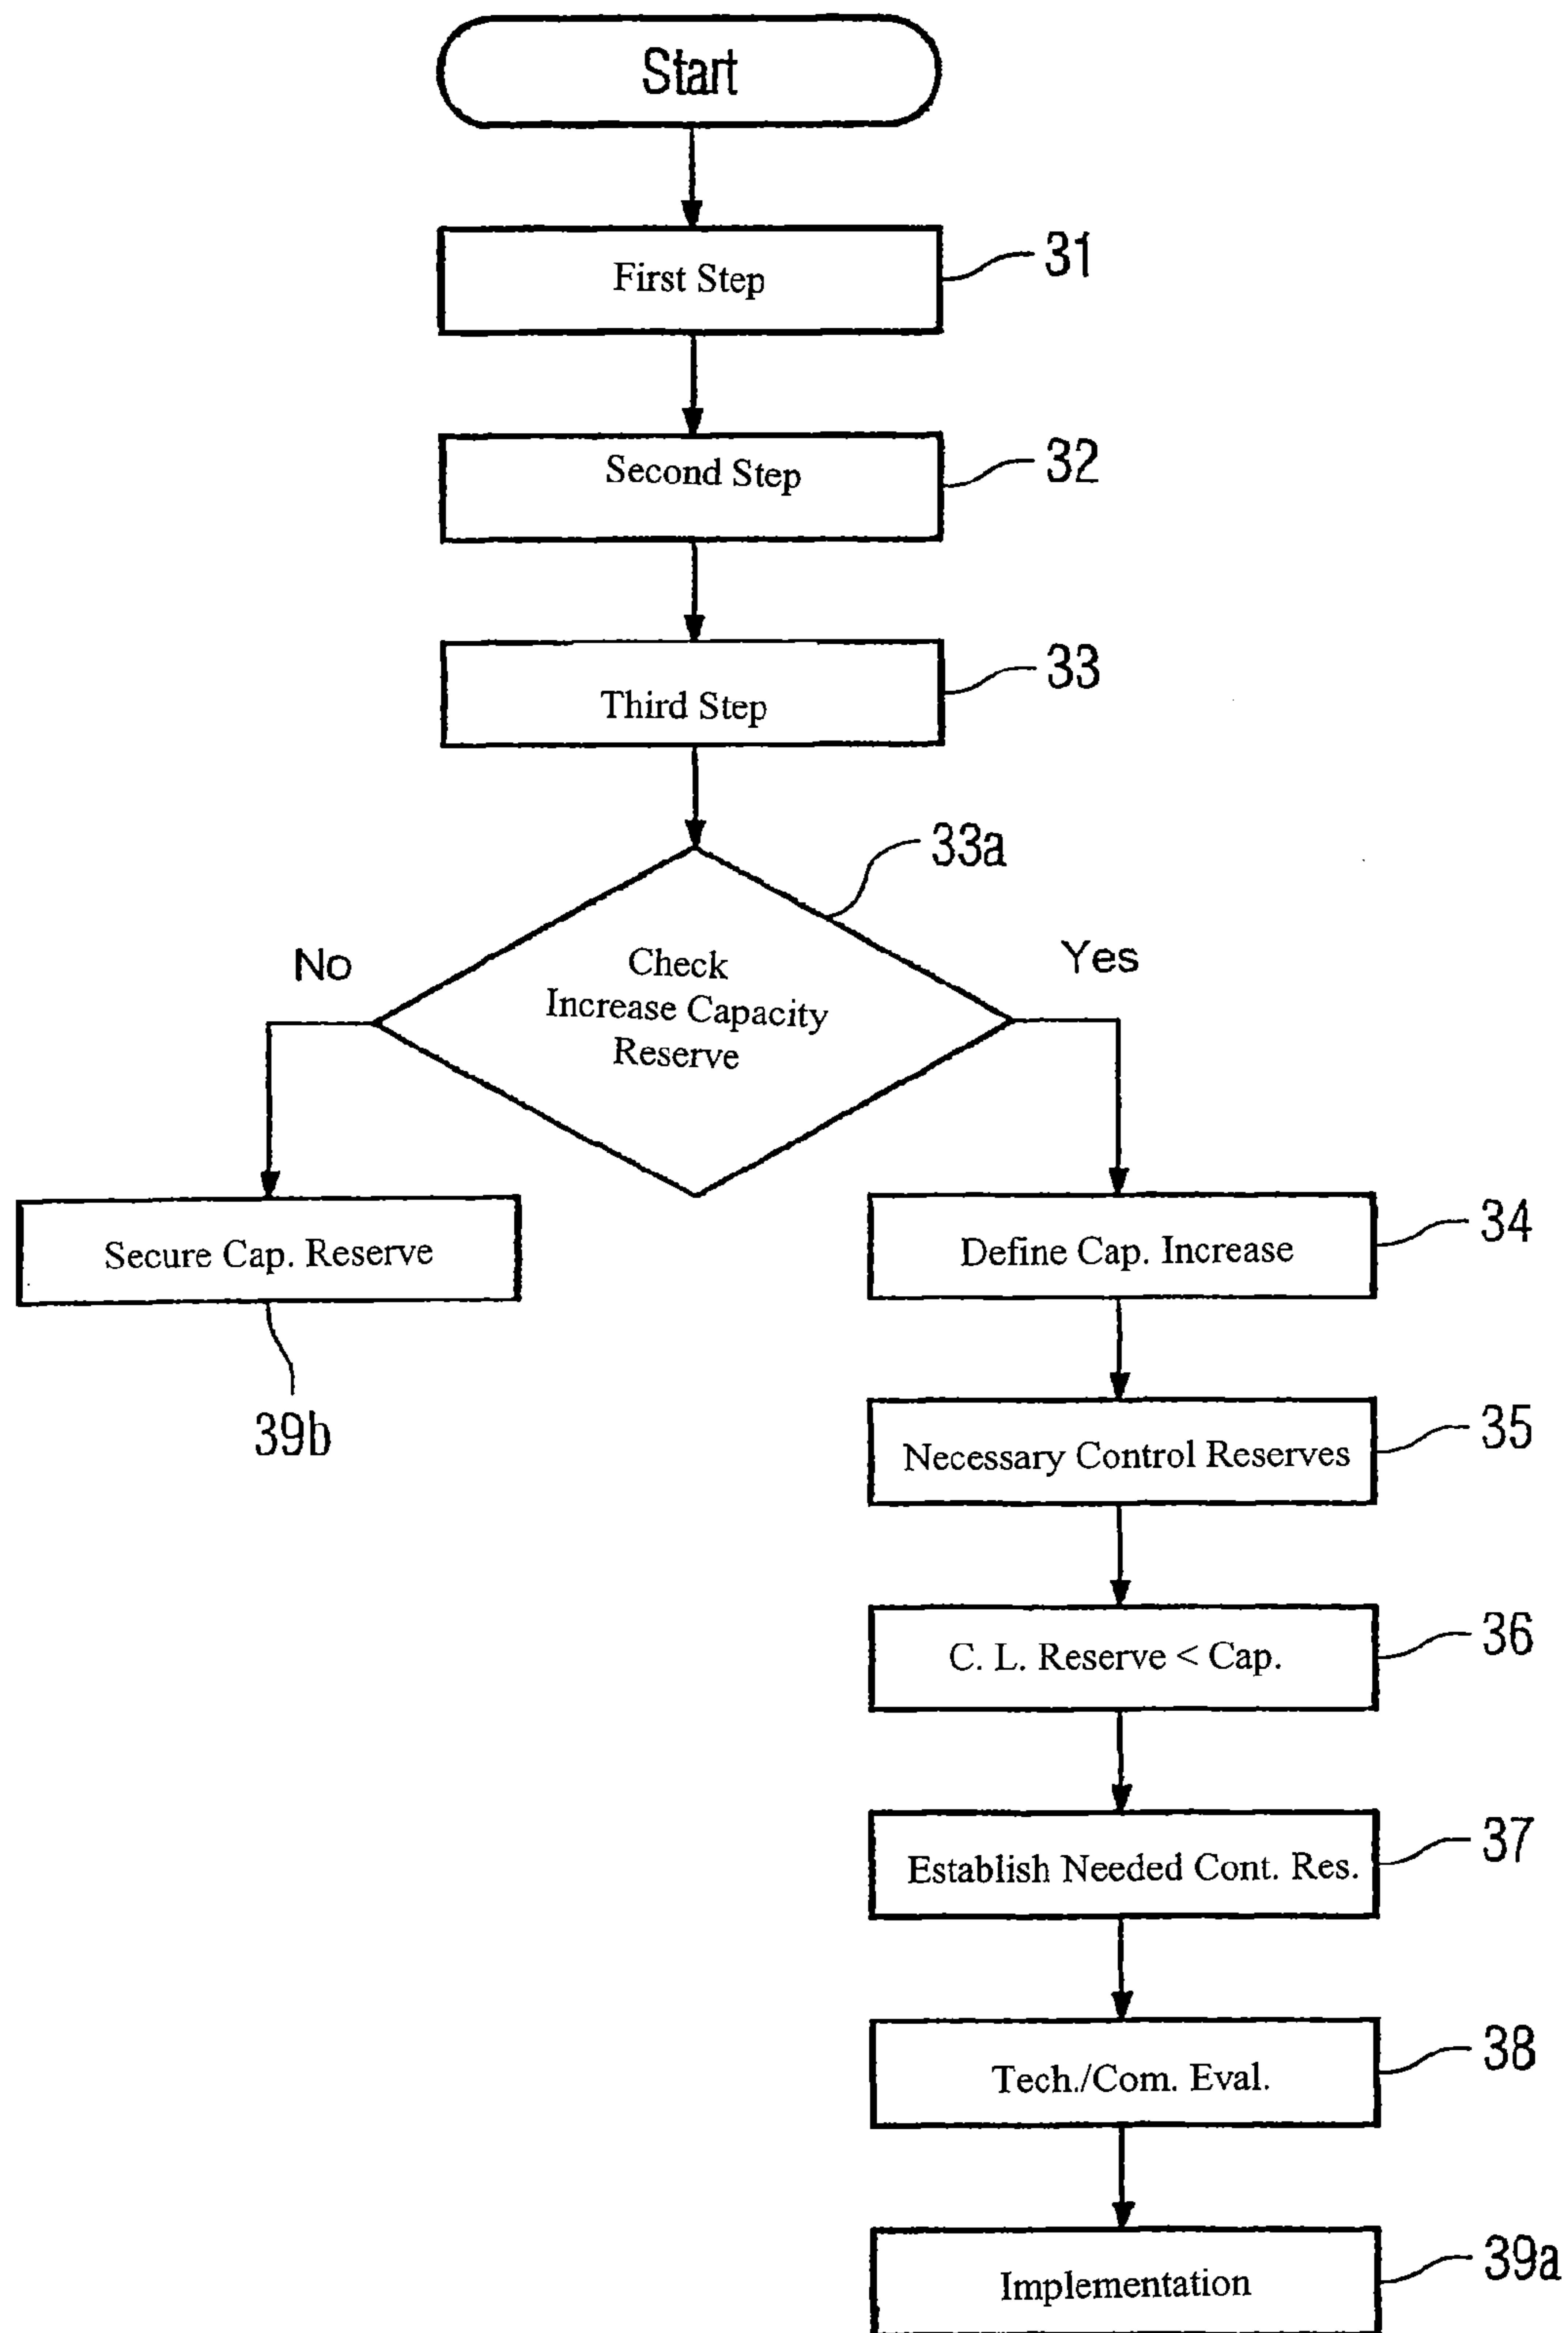 Start
First Step
31
Second Step
32
Third Step
33
33a
No
Yes
Check
Increase Capacity
Reserve
Secure Cap. Reserve
39b
Define Cap. Increase
34
Necessary Control Reserves
35
C. L. Reserve < Cap.
36
Establish Needed Cont. Res.
37
Tech./Com. Eval.
38
Implementation
39a